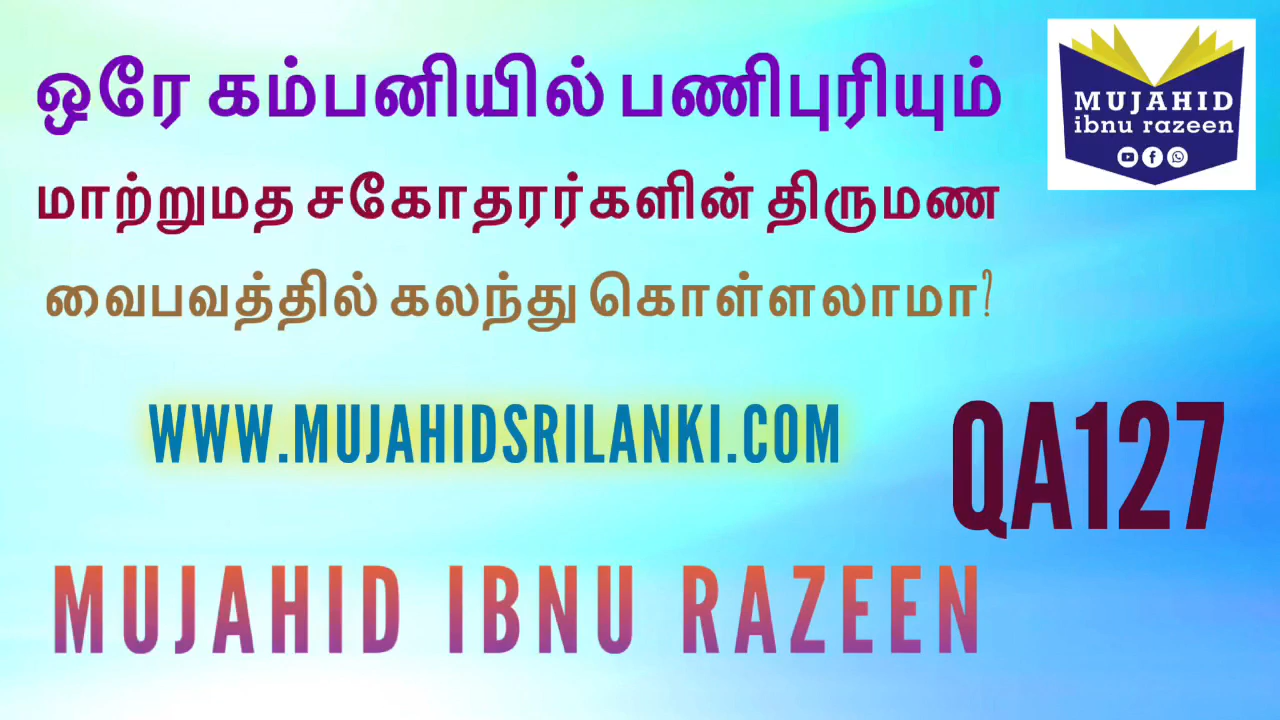 ஒரே கம்பனியில் பணிபுரியும்
மாற்றுமத சகோதரர்களின் திருமண
வைபவத்தில் கலந்து கொள்ளலாமா?
MUJAHID
ibnu razeen
WWW.MUJAHIDSRILANKI.COM
QA127
MUJAHID IBNU RAZEEN